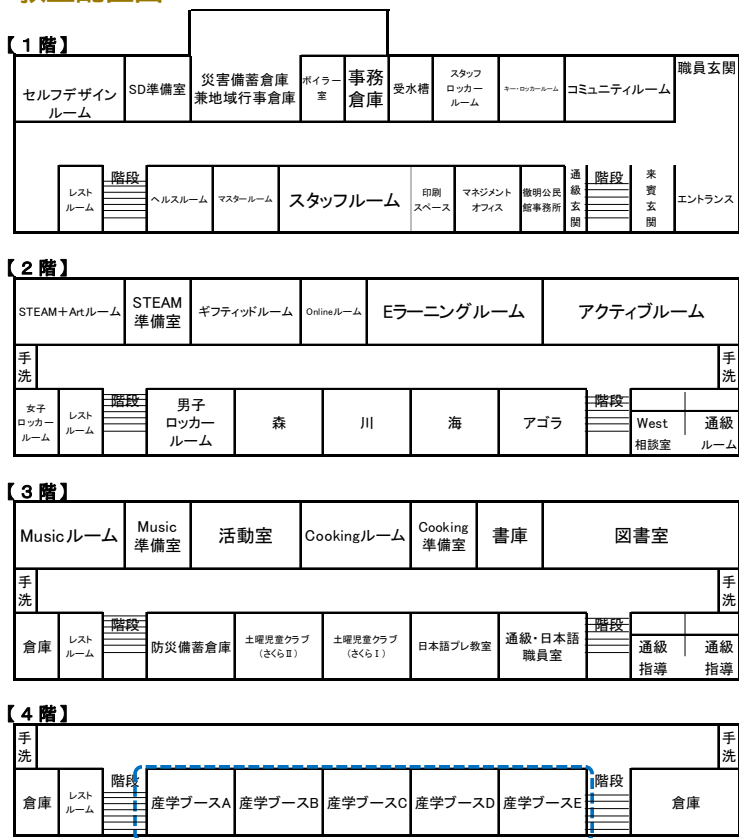 【1階】
セルフデザイン
ルーム
SD準備室
災害備蓄倉庫
兼地域行事倉庫
ボイラー
室
事務
倉庫
受水槽
スタッフ
ロッカー
ルーム
キー・ロッカールーム
コミュニティルーム
職員玄関
レスト
ルーム
階段
ヘルスルーム
マスタールーム
スタッフルーム
印刷
スペース
マネジメント
オフィス
徹明公民
館事務所
通級玄関
階段
来賓玄関
エントランス
【2階】
STEAM+Artルーム
STEAM
準備室
ギフティッドルーム
Onlineルーム
Eラーニングルーム
アクティブルーム
手洗
手洗
女子
ロッカー
ルーム
レスト
ルーム
階段
男子
ロッカー
ルーム
森
川
海
アゴラ
階段
West
相談室
通級
ルーム
【3階】
Musicルーム
Music
準備室
活動室
Cookingルーム
Cooking
準備室
書庫
図書室
手洗
手洗
倉庫
レスト
ルーム
階段
防災備蓄倉庫
土曜児童クラブ
(さくらⅡ)
土曜児童クラブ
(さくらⅠ)
日本語プレ教室
通級・日本語
職員室
階段
通級
指導
通級
指導
【4階】
手洗
手洗
倉庫
レスト
ルーム
階段
産学ブースA
産学ブースB
産学ブースC
産学ブースD
産学ブースE
階段
倉庫